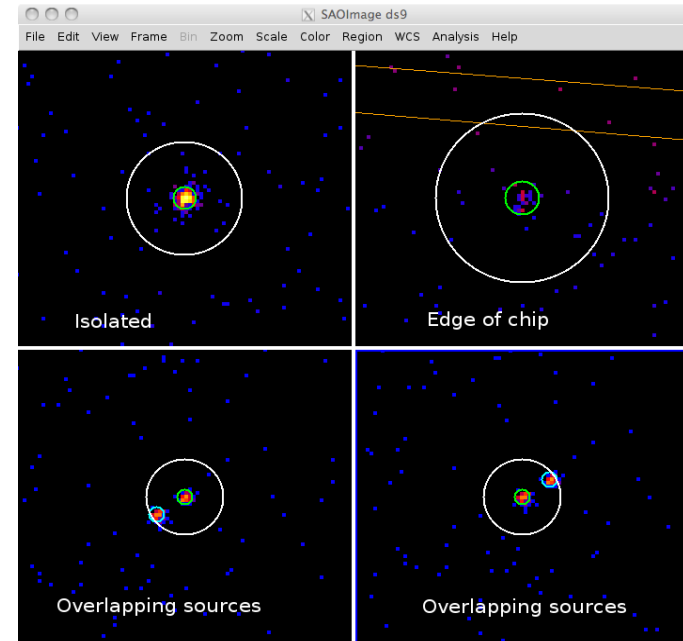 SAOImage ds9
File Edit View Frame Bin Zoom Scale Color Region WCS Analysis Help
Isolated
Edge of chip
Overlapping sources
Overlapping sources